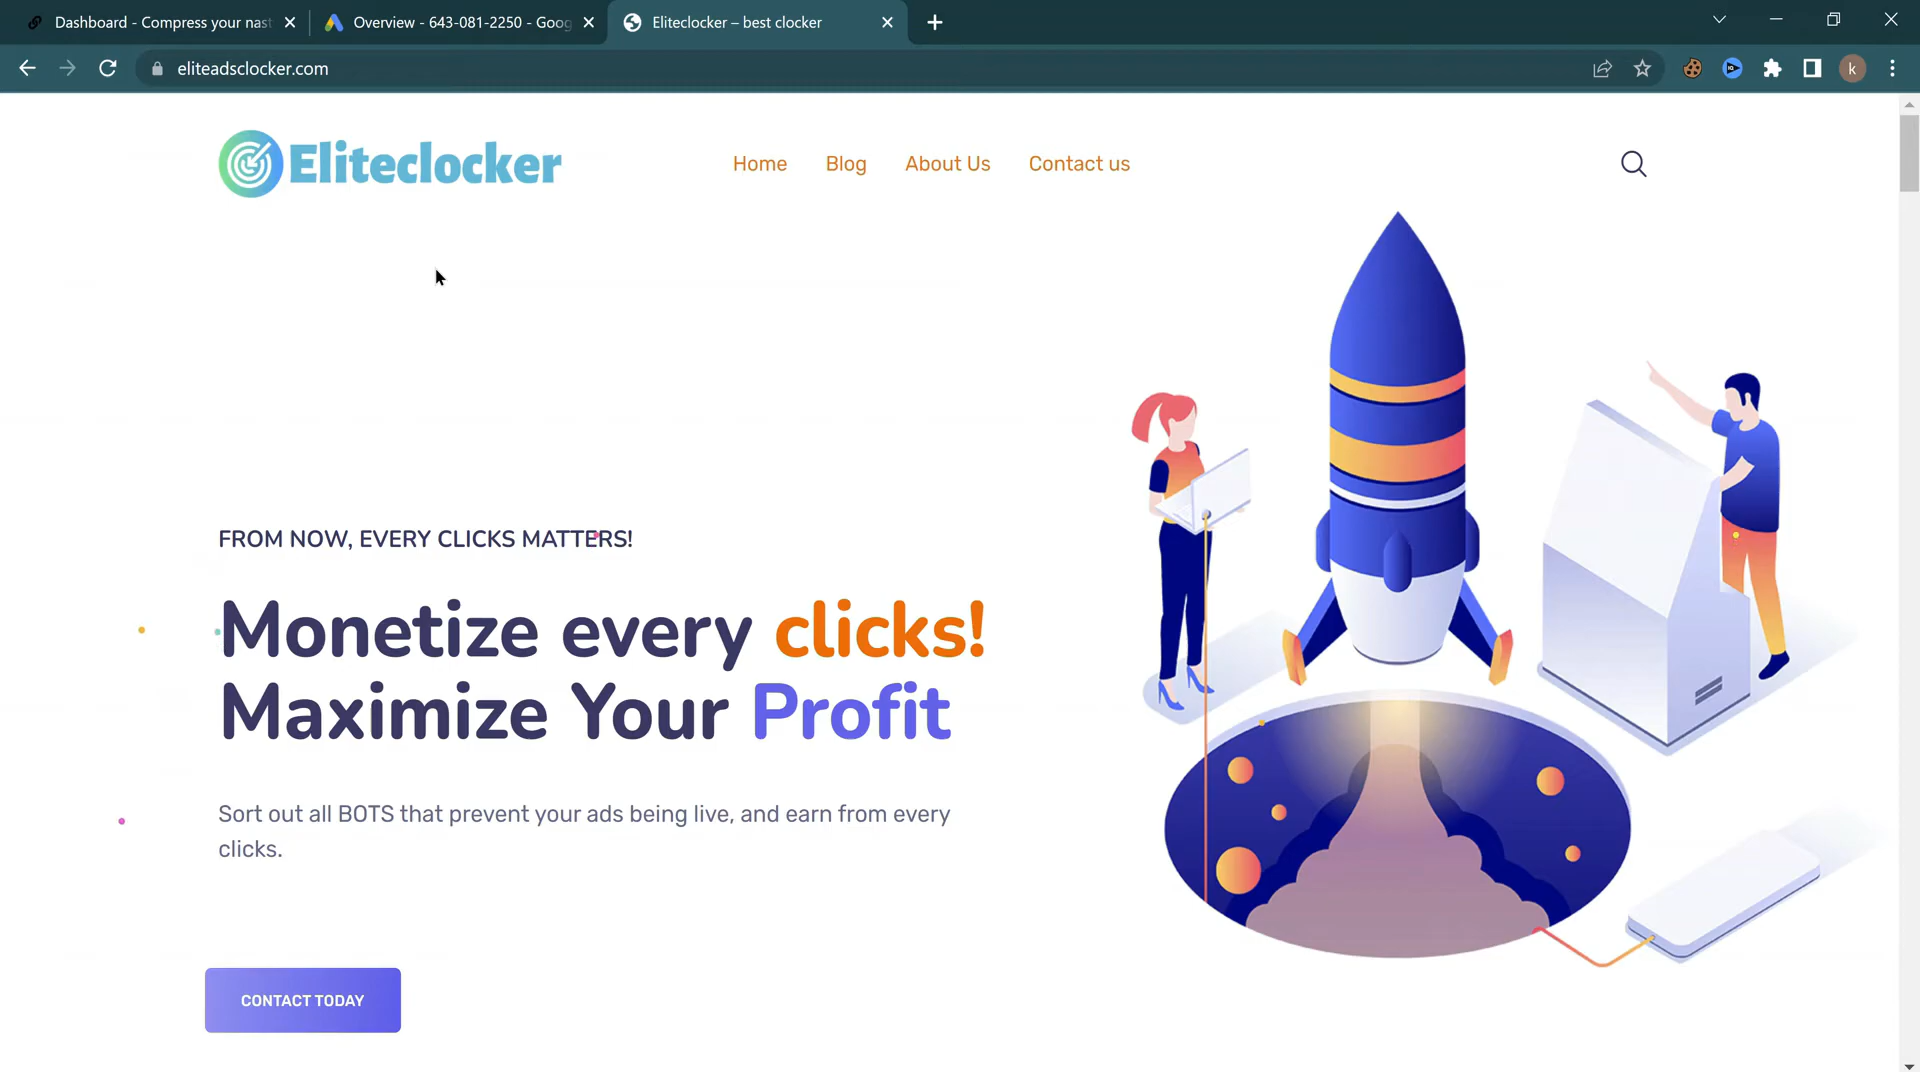 Dashboard - Compress your nast
Overview - 643-081-2250 - Goog
Eliteclocker – best clocker
eliteadsclocker.com
k
Eliteclocker
Home
Blog
About Us
Contact us
FROM NOW, EVERY CLICKS MATTERS!
Monetize every clicks!
Maximize Your Profit
Sort out all BOTS that prevent your ads being live, and earn from every
clicks.
CONTACT TODAY